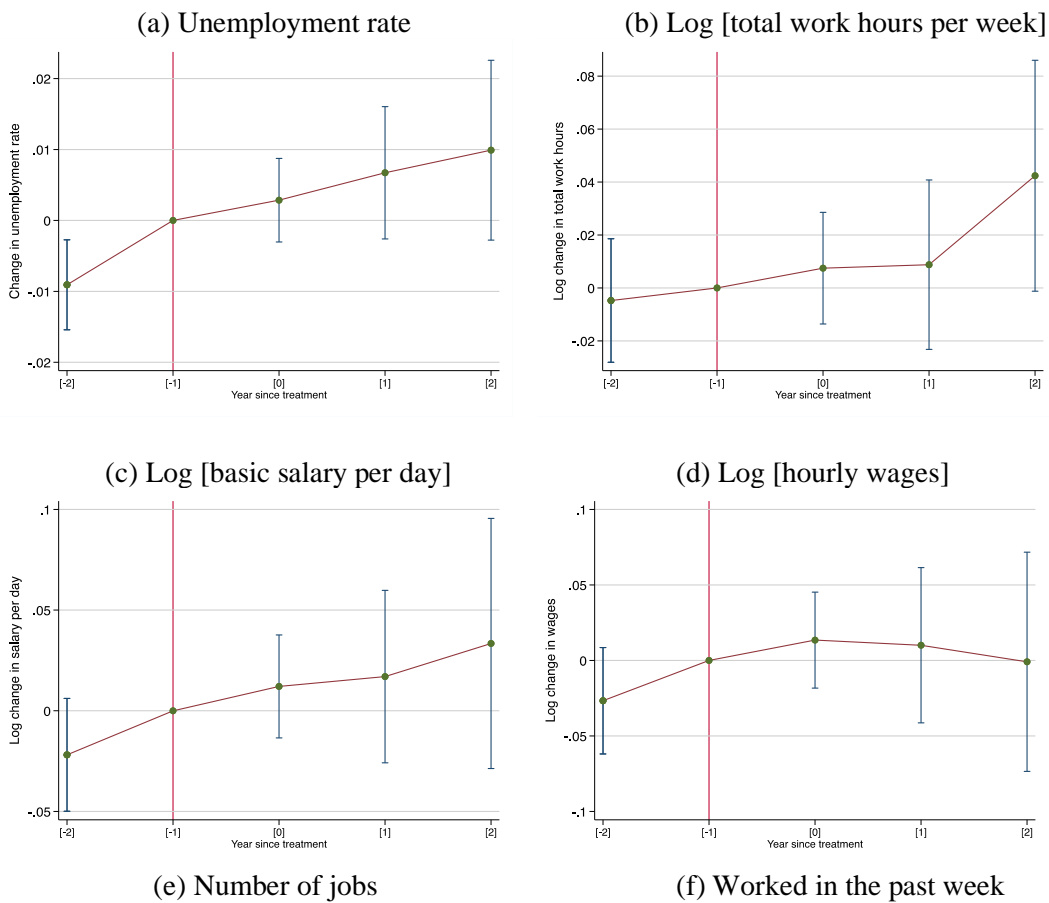 (a) Unemployment rate
Change in unemployment rate
.02
.01
0
-.01
-.02
[-2] [-1] [0] [1] [2]
Year since treatment
(b) Log [total work hours per week]
Log change in total work hours
.08
.06
.04
.02
0
-.02
[-2] [-1] [0] [1] [2]
Year since treatment
(c) Log [basic salary per day]
Log change in salary per day
.1
.05
0
-.05
[-2] [-1] [0] [1] [2]
Year since treatment
(d) Log [hourly wages]
Log change in wages
.1
.05
0
-.05
-.1
[-2] [-1] [0] [1] [2]
Year since treatment
(e) Number of jobs
(f) Worked in the past week